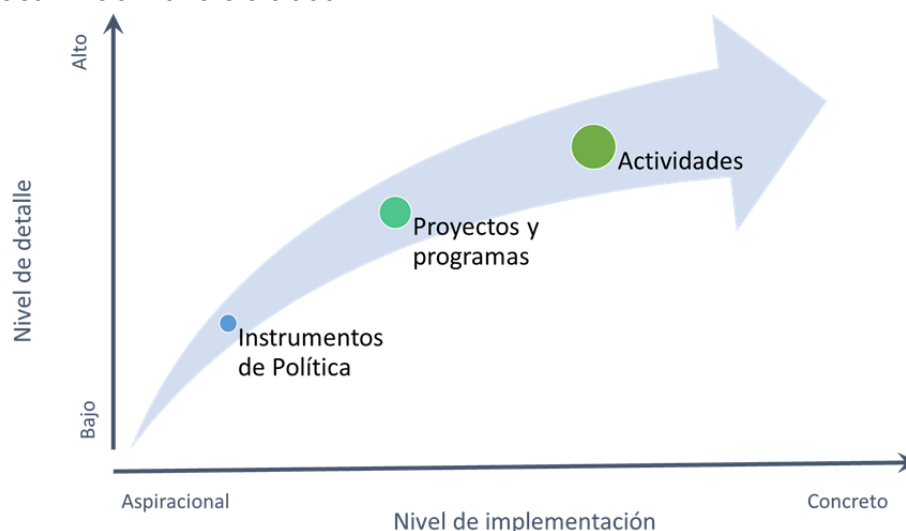 Alto
Nivel de detalle
Bajo
Actividades
Proyectos y
programas
Instrumentos
de Política
Aspiracional
Concreto
Nivel de implementación